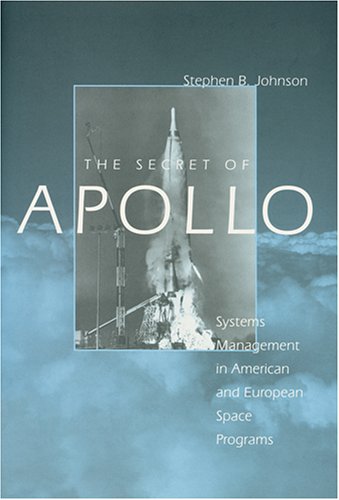 Stephen B. Johnson
THE SECRET OF
APOLLO
Systems
Management
in American
and European
Space
Programs